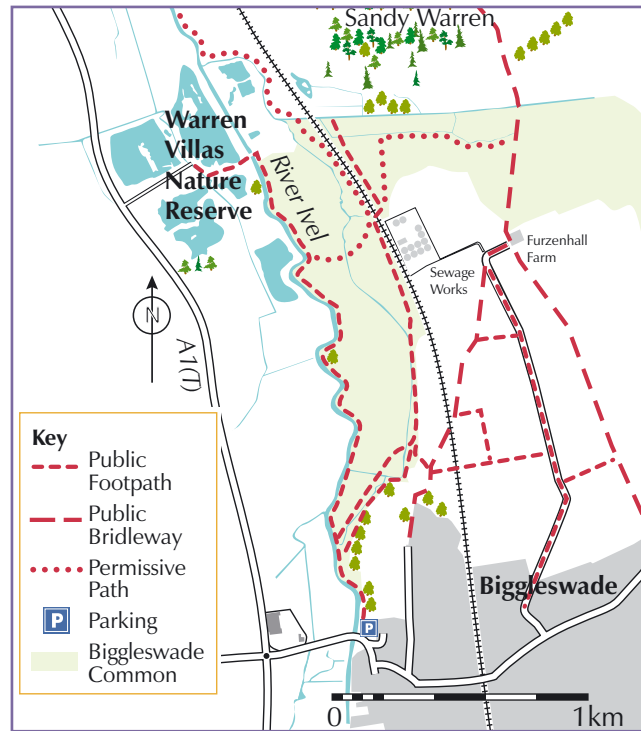 Sandy Warren
Warren
Villas
Nature
Reserve
River Ivel
Furzenhall
Farm
Sewage
Works
N
A1(T)
Key
Public
Footpath
Public
Bridleway
Permissive
Path
P Parking
Biggleswade
Common
Biggleswade
P
0 1km